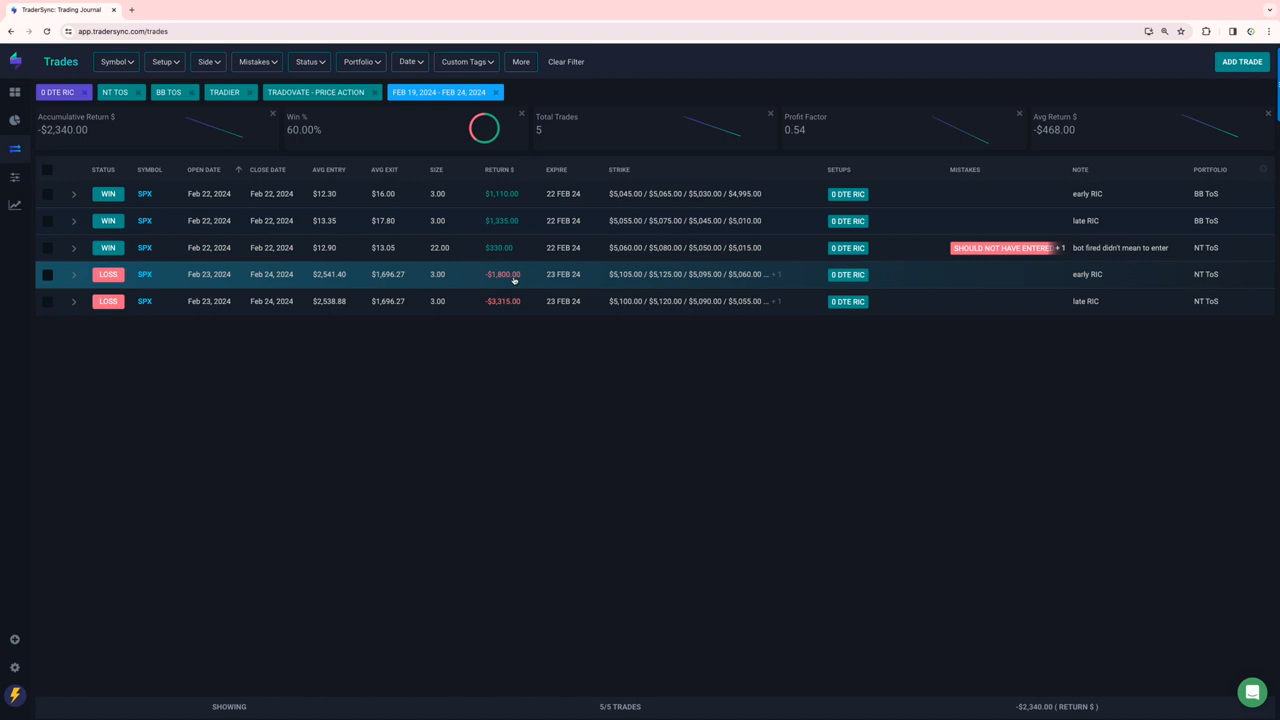 TraderSync: Trading Journal
app.tradersync.com/trades
Trades Symbol Setup Side Mistakes Status Portfolio Date Custom Tags More Clear Filter ADD TRADE
0 DTE RIC × NT TOS × BB TOS × TRADIER × TRADOVATE - PRICE ACTION × FEB 19, 2024 - FEB 24, 2024 ×
Accumulative Return $ Win % Total Trades Profit Factor Avg Return $
-$2,340.00 60.00% 5 0.54 -$468.00
STATUS SYMBOL OPEN DATE CLOSE DATE AVG ENTRY AVG EXIT SIZE RETURN $ EXPIRE STRIKE SETUPS MISTAKES NOTE PORTFOLIO
WIN SPX Feb 22, 2024 Feb 22, 2024 $12.30 $16.00 3.00 $1,110.00 22 FEB 24 $5,045.00 / $5,065.00 / $5,030.00 / $4,995.00 0 DTE RIC early RIC BB ToS
WIN SPX Feb 22, 2024 Feb 22, 2024 $13.35 $17.80 3.00 $1,335.00 22 FEB 24 $5,055.00 / $5,075.00 / $5,045.00 / $5,010.00 0 DTE RIC late RIC BB ToS
WIN SPX Feb 22, 2024 Feb 22, 2024 $12.90 $13.05 22.00 $330.00 22 FEB 24 $5,060.00 / $5,080.00 / $5,050.00 / $5,015.00 0 DTE RIC SHOULD NOT HAVE ENTERED + 1 bot fired didn't mean to enter NT ToS
LOSS SPX Feb 23, 2024 Feb 24, 2024 $2,541.40 $1,696.27 3.00 -$1,800.00 23 FEB 24 $5,105.00 / $5,125.00 / $5,095.00 / $5,060.00 ... + 1 0 DTE RIC early RIC NT ToS
LOSS SPX Feb 23, 2024 Feb 24, 2024 $2,538.88 $1,696.27 3.00 -$3,315.00 23 FEB 24 $5,100.00 / $5,120.00 / $5,090.00 / $5,055.00 ... + 1 0 DTE RIC late RIC NT ToS
SHOWING 5/5 TRADES -$2,340.00 ( RETURN $ )